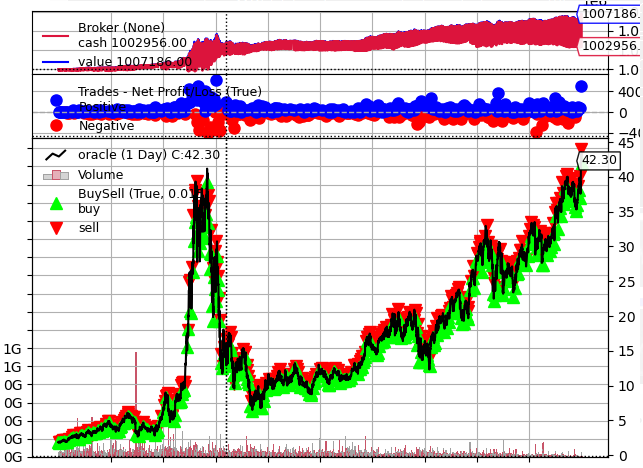 1e6
Broker (None)
cash 1002956.00
value 1007186.00
1007186.
1.0
1002956.
1.0
Trades - Net Profit/Loss (True)
Positive
Negative
400
0
−40
oracle (1 Day) C:42.30
Volume
BuySell (True, 0.01
buy
sell
45
42.30
40
35
30
25
20
15
10
5
0
1G
1G
0G
0G
0G
0G
0G